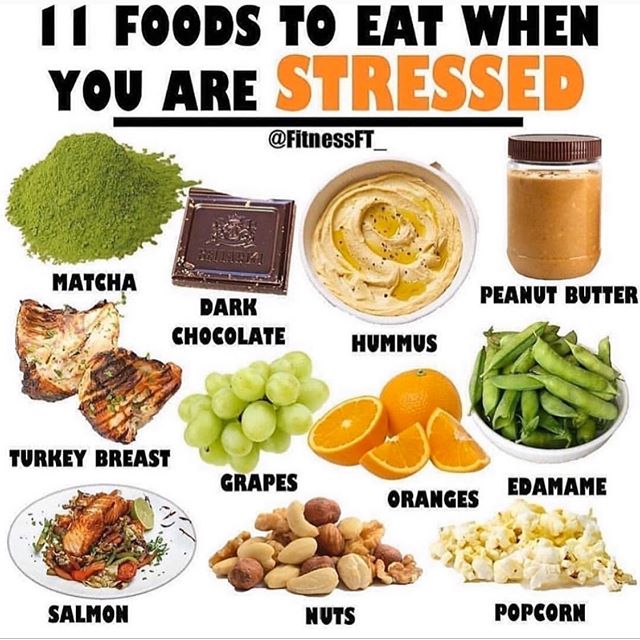 11 FOODS TO EAT WHEN
YOU ARE STRESSED
@FitnessFT_
MATCHA
DARK
CHOCOLATE
HUMMUS
PEANUT BUTTER
TURKEY BREAST
GRAPES
ORANGES
EDAMAME
SALMON
NUTS
POPCORN